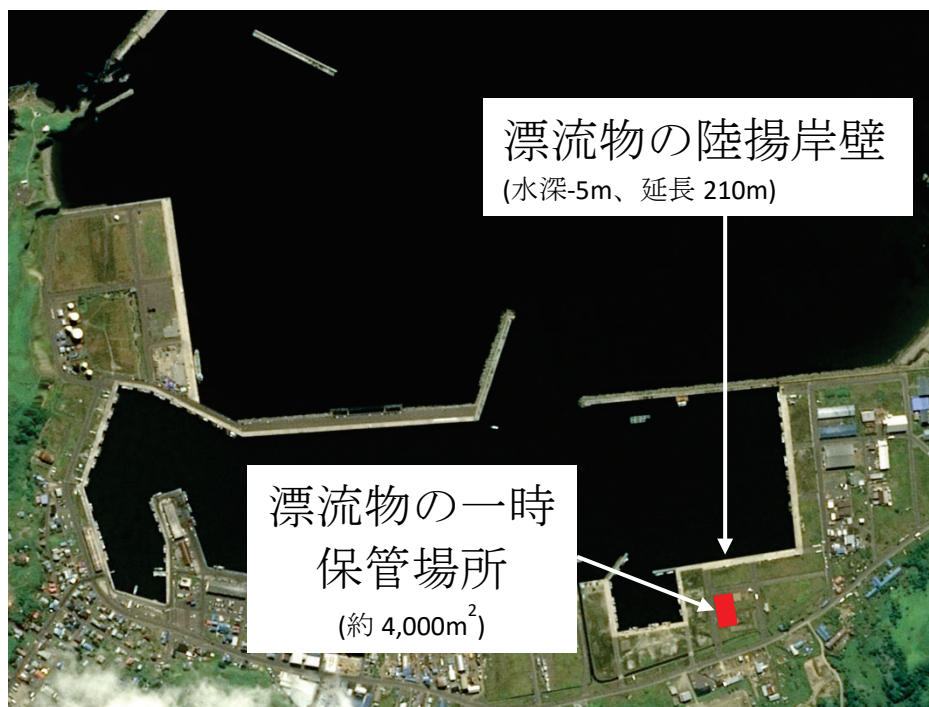 漂流物の陸揚岸壁
(水深-5m、延長 210m)
漂流物の一時
保管場所
(約 4,000m²)